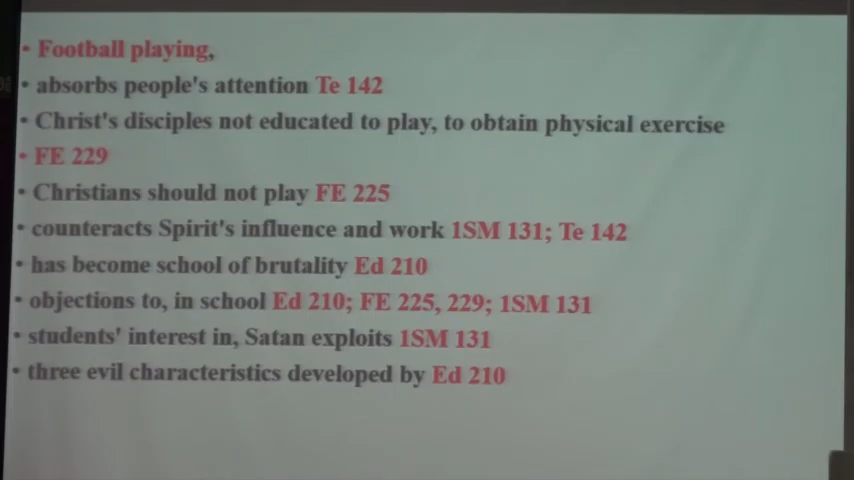 • Football playing,
• absorbs people's attention Te 142
• Christ's disciples not educated to play, to obtain physical exercise
• FE 229
• Christians should not play FE 225
• counteracts Spirit's influence and work 1SM 131; Te 142
• has become school of brutality Ed 210
• objections to, in school Ed 210; FE 225, 229; 1SM 131
• students' interest in, Satan exploits 1SM 131
• three evil characteristics developed by Ed 210